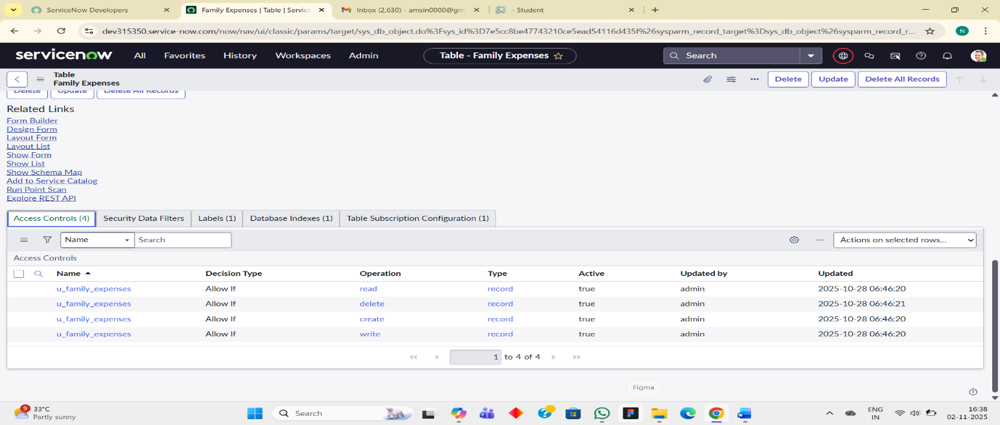 ServiceNow Developers
Family Expenses | Table | Servic
Inbox (2,630) - amsin0000@gm
- Student
dev315350.service-now.com/now/nav/ui/classic/params/target/sys_db_object.do%3Fsys_id%3D7e5cc8be47743210ce5ead54116d435f%26sysparm_record_target%3Dsys_db_object%26sysparm_record_r...
N
servicenow All Favorites History Workspaces Admin Table - Family Expenses Search
Table
Family Expenses
Delete Update Delete All Records
Delete Update Delete All Records
Related Links
Form Builder
Design Form
Layout Form
Layout List
Show Form
Show List
Show Schema Map
Add to Service Catalog
Run Point Scan
Explore REST API
Access Controls (4) Security Data Filters Labels (1) Database Indexes (1) Table Subscription Configuration (1)
Name Search Actions on selected rows...
Access Controls
Name Decision Type Operation Type Active Updated by Updated
u_family_expenses Allow If read record true admin 2025-10-28 06:46:20
u_family_expenses Allow If delete record true admin 2025-10-28 06:46:21
u_family_expenses Allow If create record true admin 2025-10-28 06:46:20
u_family_expenses Allow If write record true admin 2025-10-28 06:46:20
1 to 4 of 4
Figma
9 33°C
Partly sunny
Search
ENG
IN
16:38
02-11-2025